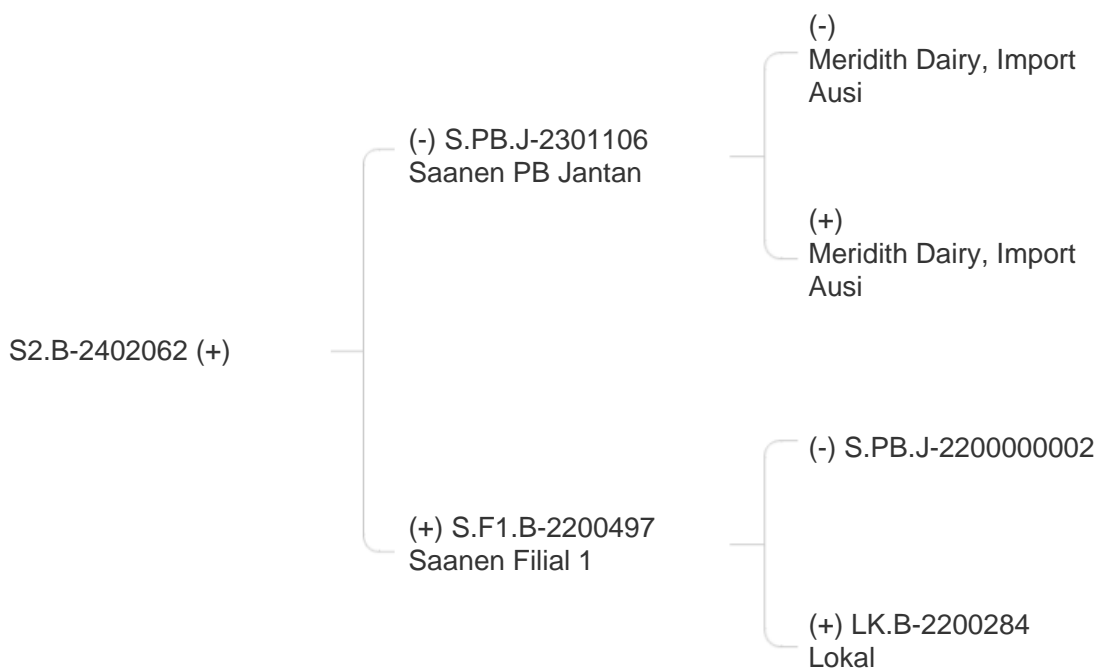 (-)
Meridith Dairy, Import
Ausi
(-) S.PB.J-2301106
Saanen PB Jantan
(+)
Meridith Dairy, Import
Ausi
S2.B-2402062 (+)
(-) S.PB.J-2200000002
(+) S.F1.B-2200497
Saanen Filial 1
(+) LK.B-2200284
Lokal